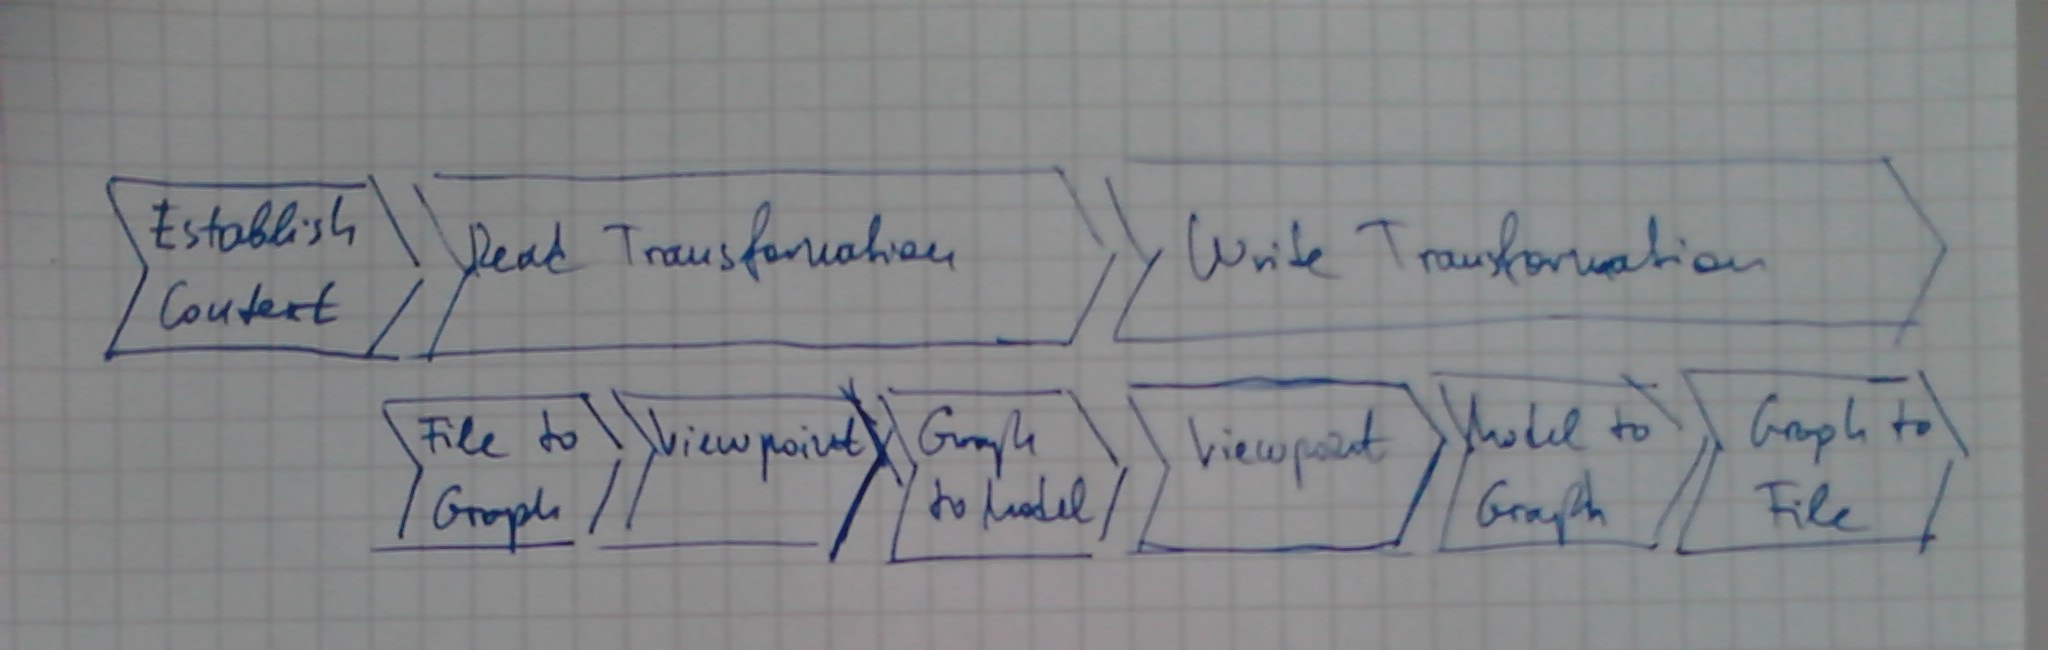 Establish
Context
Read Transformation
Write Transformation
File to
Graph
Viewpoint
Graph
to Model
Viewpoint
Model to
Graph
Graph to
File